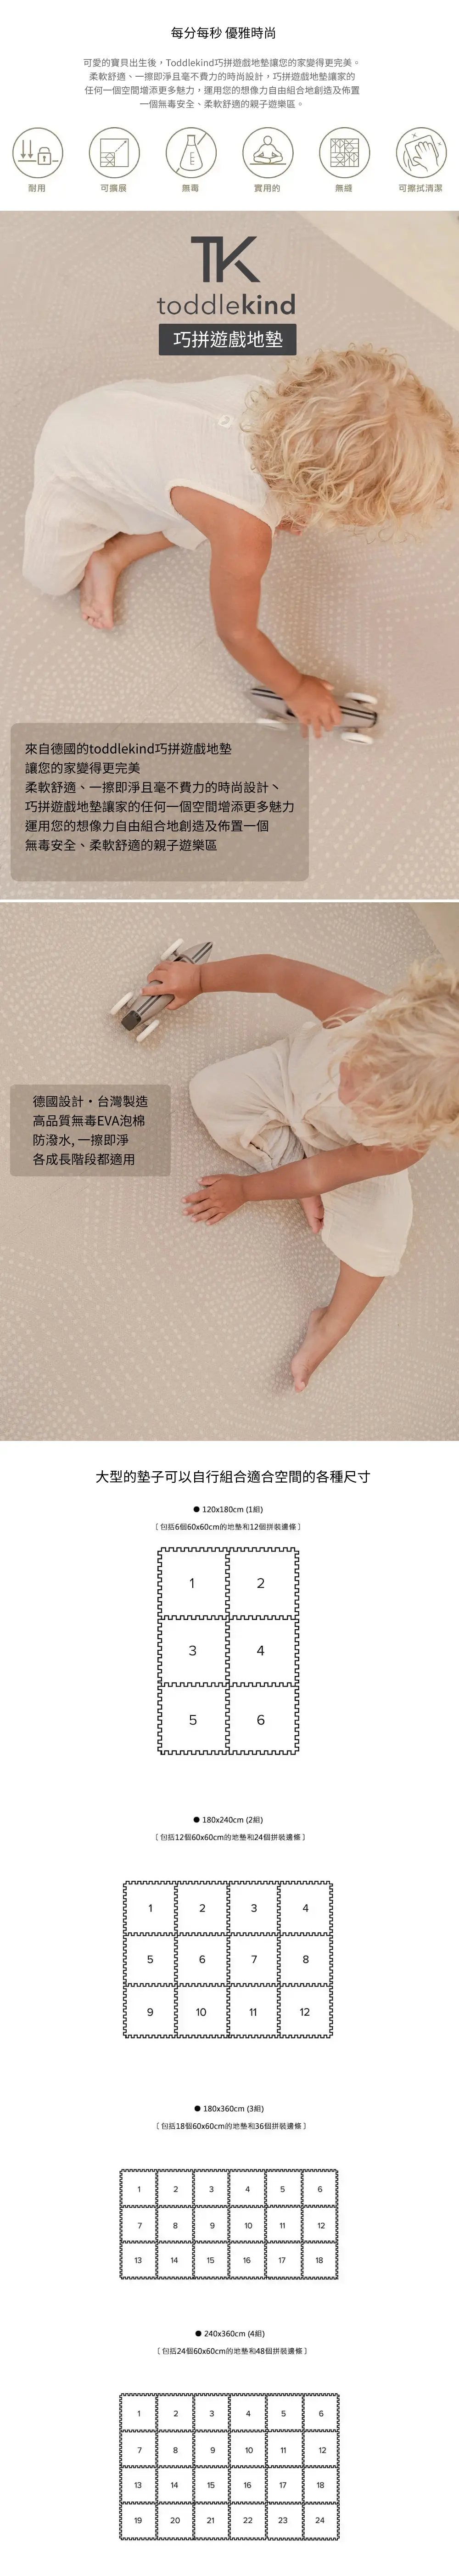 每分每秒 優雅時尚
可愛的寶貝出生後，Toddlekind巧拼遊戲地墊讓您的家變得更完美。
柔軟舒適、一擦即淨且毫不費力的時尚設計，巧拼遊戲地墊讓家的
任何一個空間增添更多魅力，運用您的想像力自由組合地創造及佈置
一個無毒安全、柔軟舒適的親子遊樂區。
耐用 可擴展 無毒 實用的 無縫 可擦拭清潔
TK
toddlekind
巧拼遊戲地墊
來自德國的toddlekind巧拼遊戲地墊
讓您的家變得更完美
柔軟舒適、一擦即淨且毫不費力的時尚設計、
巧拼遊戲地墊讓家的任何一個空間增添更多魅力
運用您的想像力自由組合地創造及佈置一個
無毒安全、柔軟舒適的親子遊樂區
德國設計・台灣製造
高品質無毒EVA泡棉
防潑水, 一擦即淨
各成長階段都適用
大型的墊子可以自行組合適合空間的各種尺寸
● 120x180cm (1組)
〔 包括6個60x60cm的地墊和12個拼裝邊條 〕
1 2
3 4
5 6
● 180x240cm (2組)
〔 包括12個60x60cm的地墊和24個拼裝邊條 〕
1 2 3 4
5 6 7 8
9 10 11 12
● 180x360cm (3組)
〔 包括18個60x60cm的地墊和36個拼裝邊條 〕
1 2 3 4 5 6
7 8 9 10 11 12
13 14 15 16 17 18
● 240x360cm (4組)
〔 包括24個60x60cm的地墊和48個拼裝邊條 〕
1 2 3 4 5 6
7 8 9 10 11 12
13 14 15 16 17 18
19 20 21 22 23 24